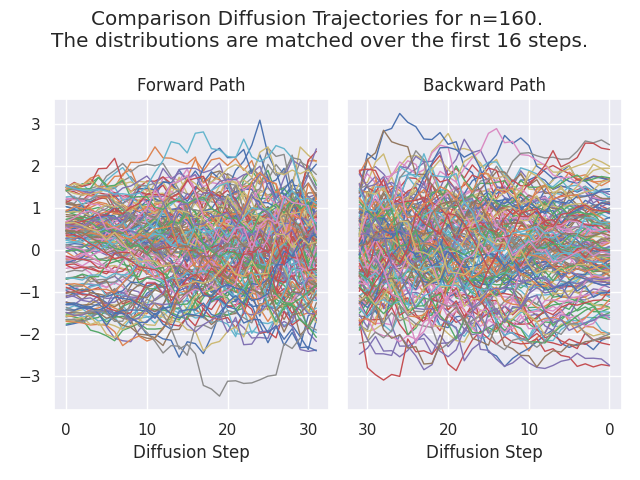 Comparison Diffusion Trajectories for n=160.
The distributions are matched over the first 16 steps.
Forward Path
Backward Path
3
2
1
0
−1
−2
−3
0 10 20 30
30 20 10 0
Diffusion Step
Diffusion Step